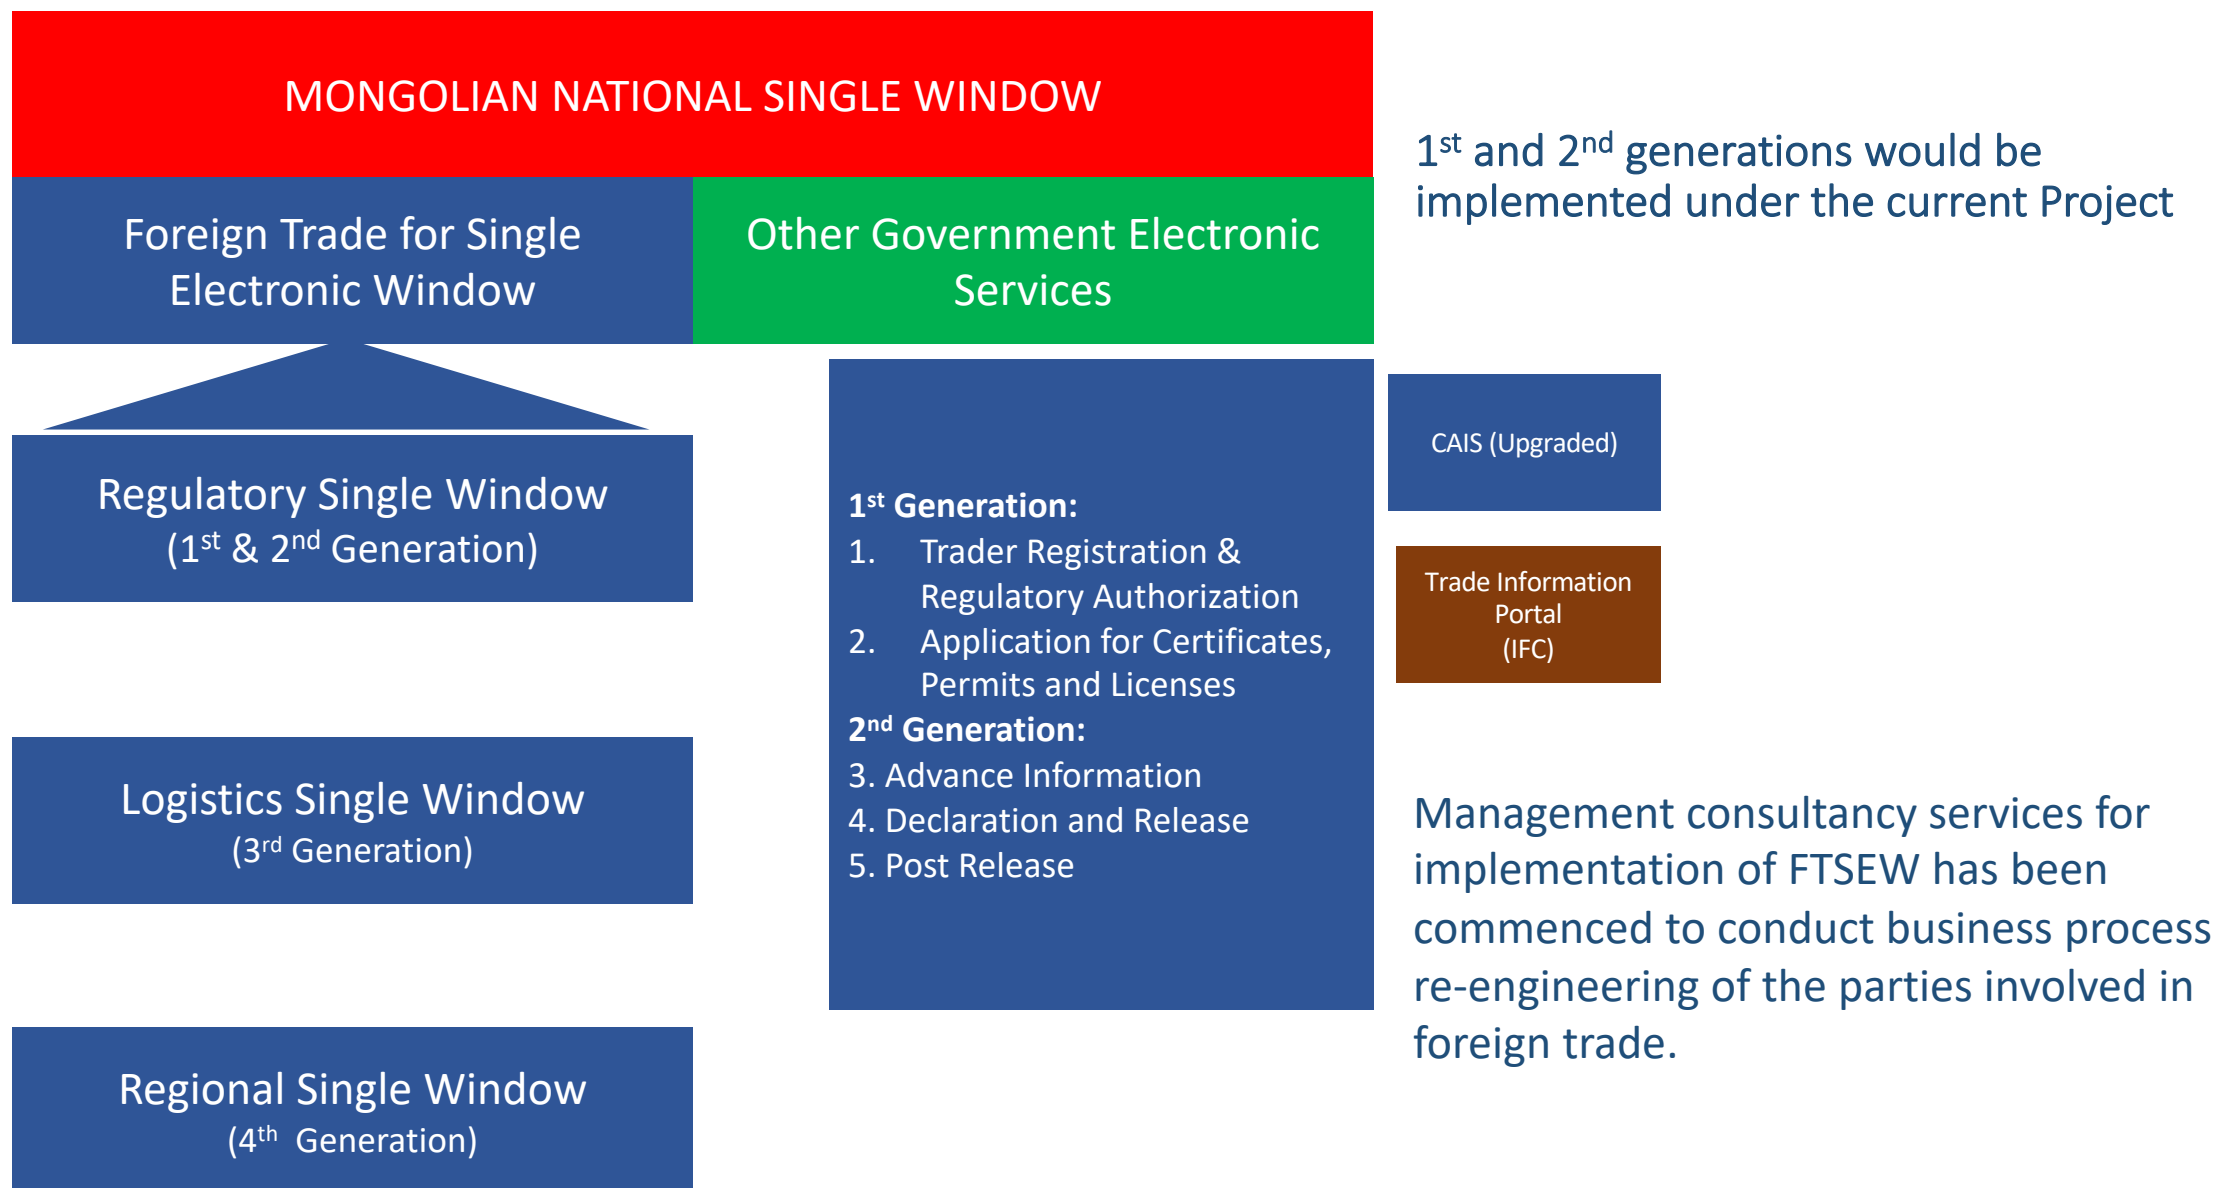 MONGOLIAN NATIONAL SINGLE WINDOW
Foreign Trade for Single
Electronic Window
Other Government Electronic
Services
1st and 2nd generations would be
implemented under the current Project
Regulatory Single Window
(1st & 2nd Generation)
Logistics Single Window
(3rd Generation)
Regional Single Window
(4th Generation)
1st Generation:
1. Trader Registration &
Regulatory Authorization
2. Application for Certificates,
Permits and Licenses
2nd Generation:
3. Advance Information
4. Declaration and Release
5. Post Release
CAIS (Upgraded)
Trade Information
Portal
(IFC)
Management consultancy services for
implementation of FTSEW has been
commenced to conduct business process
re-engineering of the parties involved in
foreign trade.